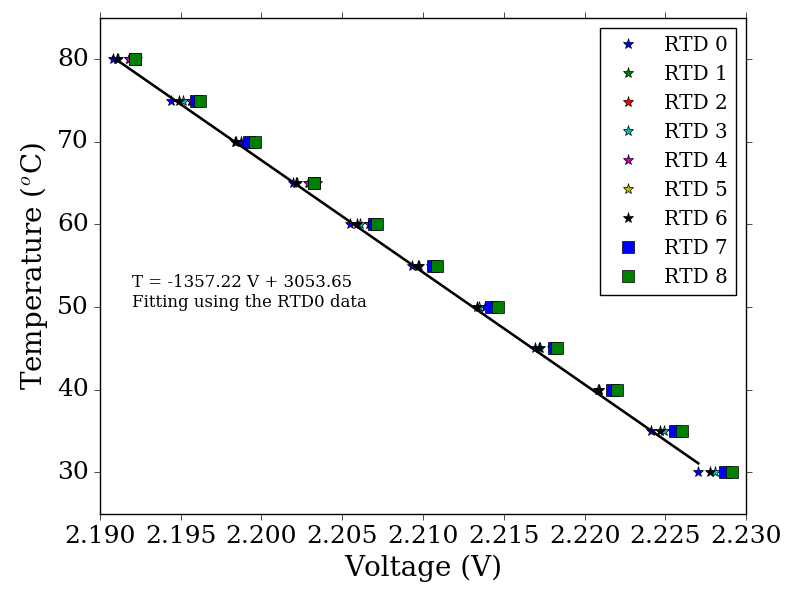 80
70
60
50
40
30
Temperature (°C)
RTD 0
RTD 1
RTD 2
RTD 3
RTD 4
RTD 5
RTD 6
RTD 7
RTD 8
T = -1357.22 V + 3053.65
Fitting using the RTD0 data
2.190 2.195 2.200 2.205 2.210 2.215 2.220 2.225 2.230
Voltage (V)